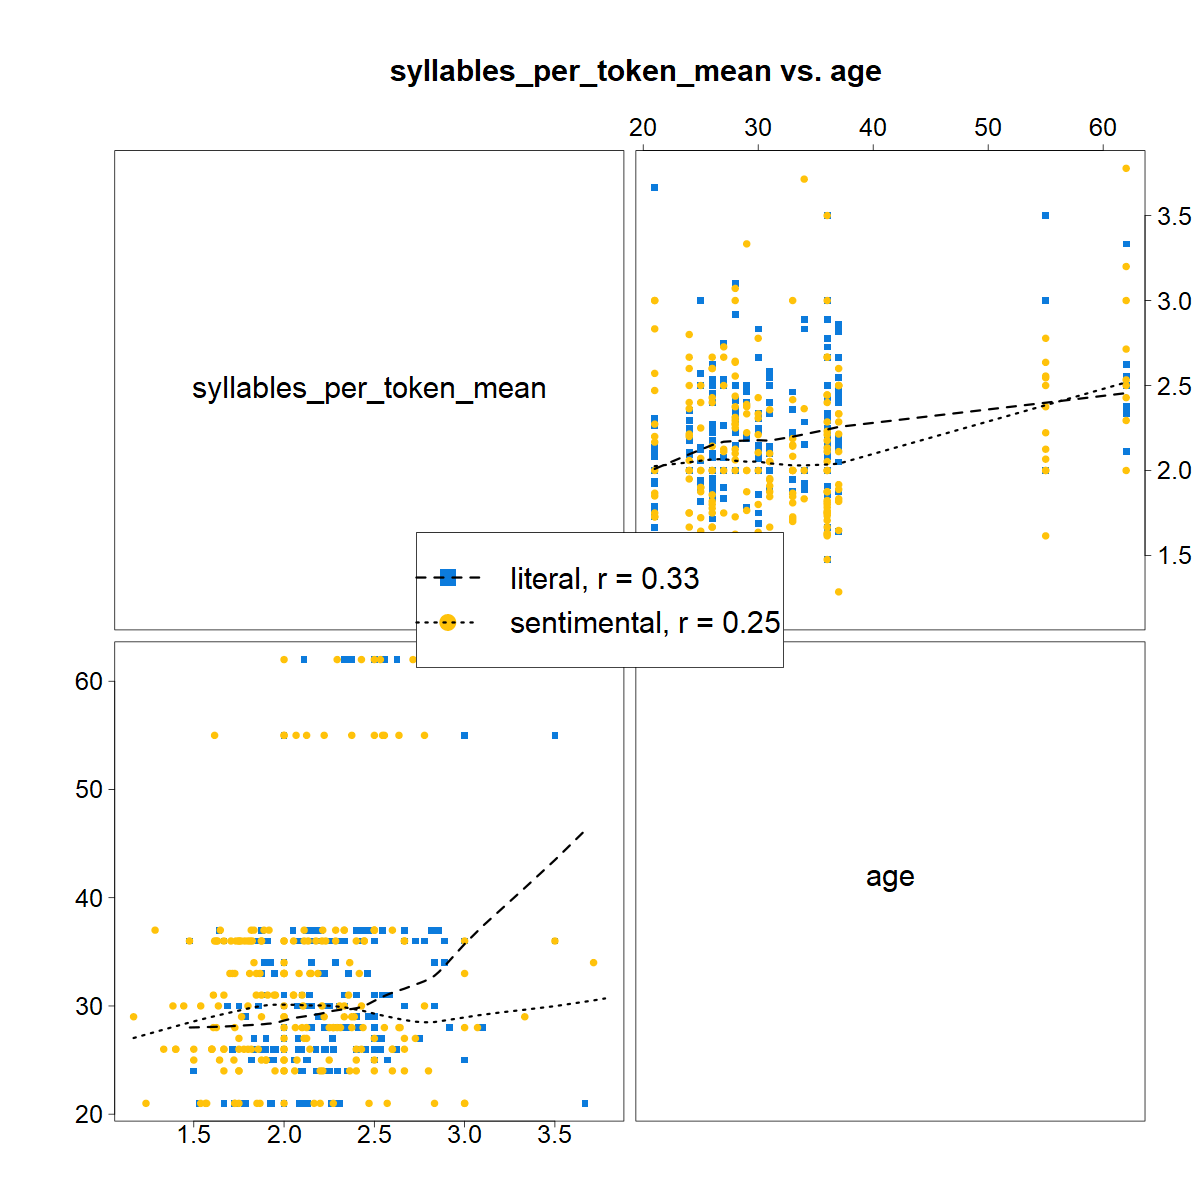 syllables_per_token_mean vs. age
20 30 40 50 60
syllables_per_token_mean
3.5
3.0
2.5
2.0
1.5
literal, r = 0.33
sentimental, r = 0.25
60
50
40
30
20
age
1.5 2.0 2.5 3.0 3.5